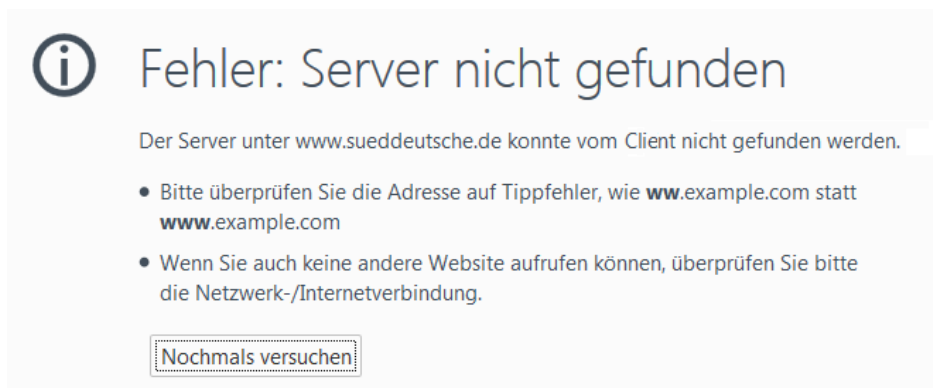 Fehler: Server nicht gefunden
Der Server unter www.sueddeutsche.de konnte vom Client nicht gefunden werden.
• Bitte überprüfen Sie die Adresse auf Tippfehler, wie ww.example.com statt
www.example.com
• Wenn Sie auch keine andere Website aufrufen können, überprüfen Sie bitte
die Netzwerk-/Internetverbindung.
Nochmals versuchen